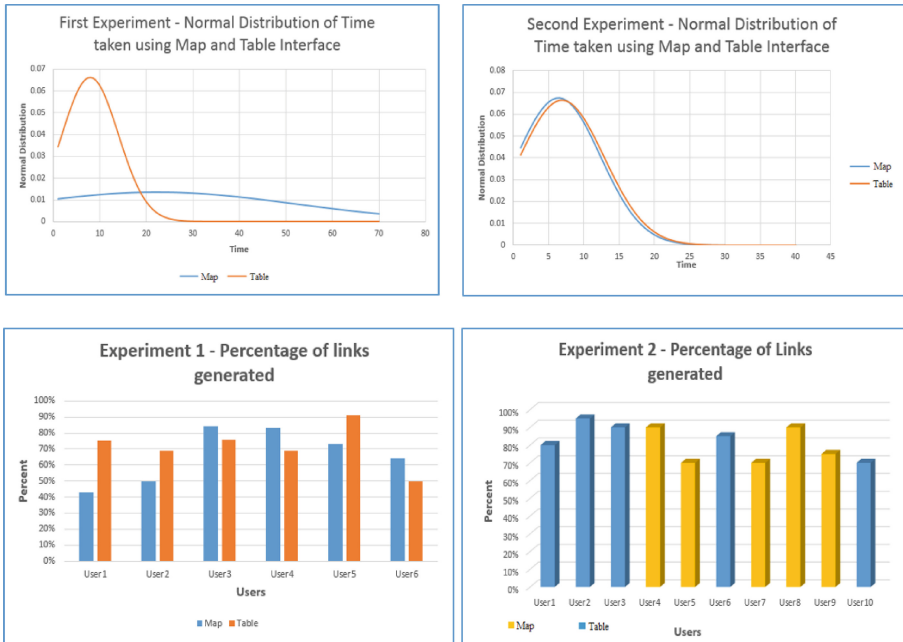 First Experiment - Normal Distribution of Time
taken using Map and Table Interface
0.07
0.06
0.05
0.04
0.03
0.02
0.01
0
Normal Distribution
0 10 20 30 40 50 60 70 80
Time
Map Table
Second Experiment - Normal Distribution of
Time taken using Map and Table Interface
0.08
0.07
0.06
0.05
0.04
0.03
0.02
0.01
0
Normal Distribution
0 5 10 15 20 25 30 35 40 45
Time
Map
Table
Experiment 1 - Percentage of links
generated
100%
90%
80%
70%
60%
50%
40%
30%
20%
10%
0%
Percent
User1 User2 User3 User4 User5 User6
Users
Map Table
Experiment 2 - Percentage of Links
generated
100%
90%
80%
70%
60%
50%
40%
30%
20%
10%
0%
Percent
User1 User2 User3 User4 User5 User6 User7 User8 User9 User10
Map Table
Users